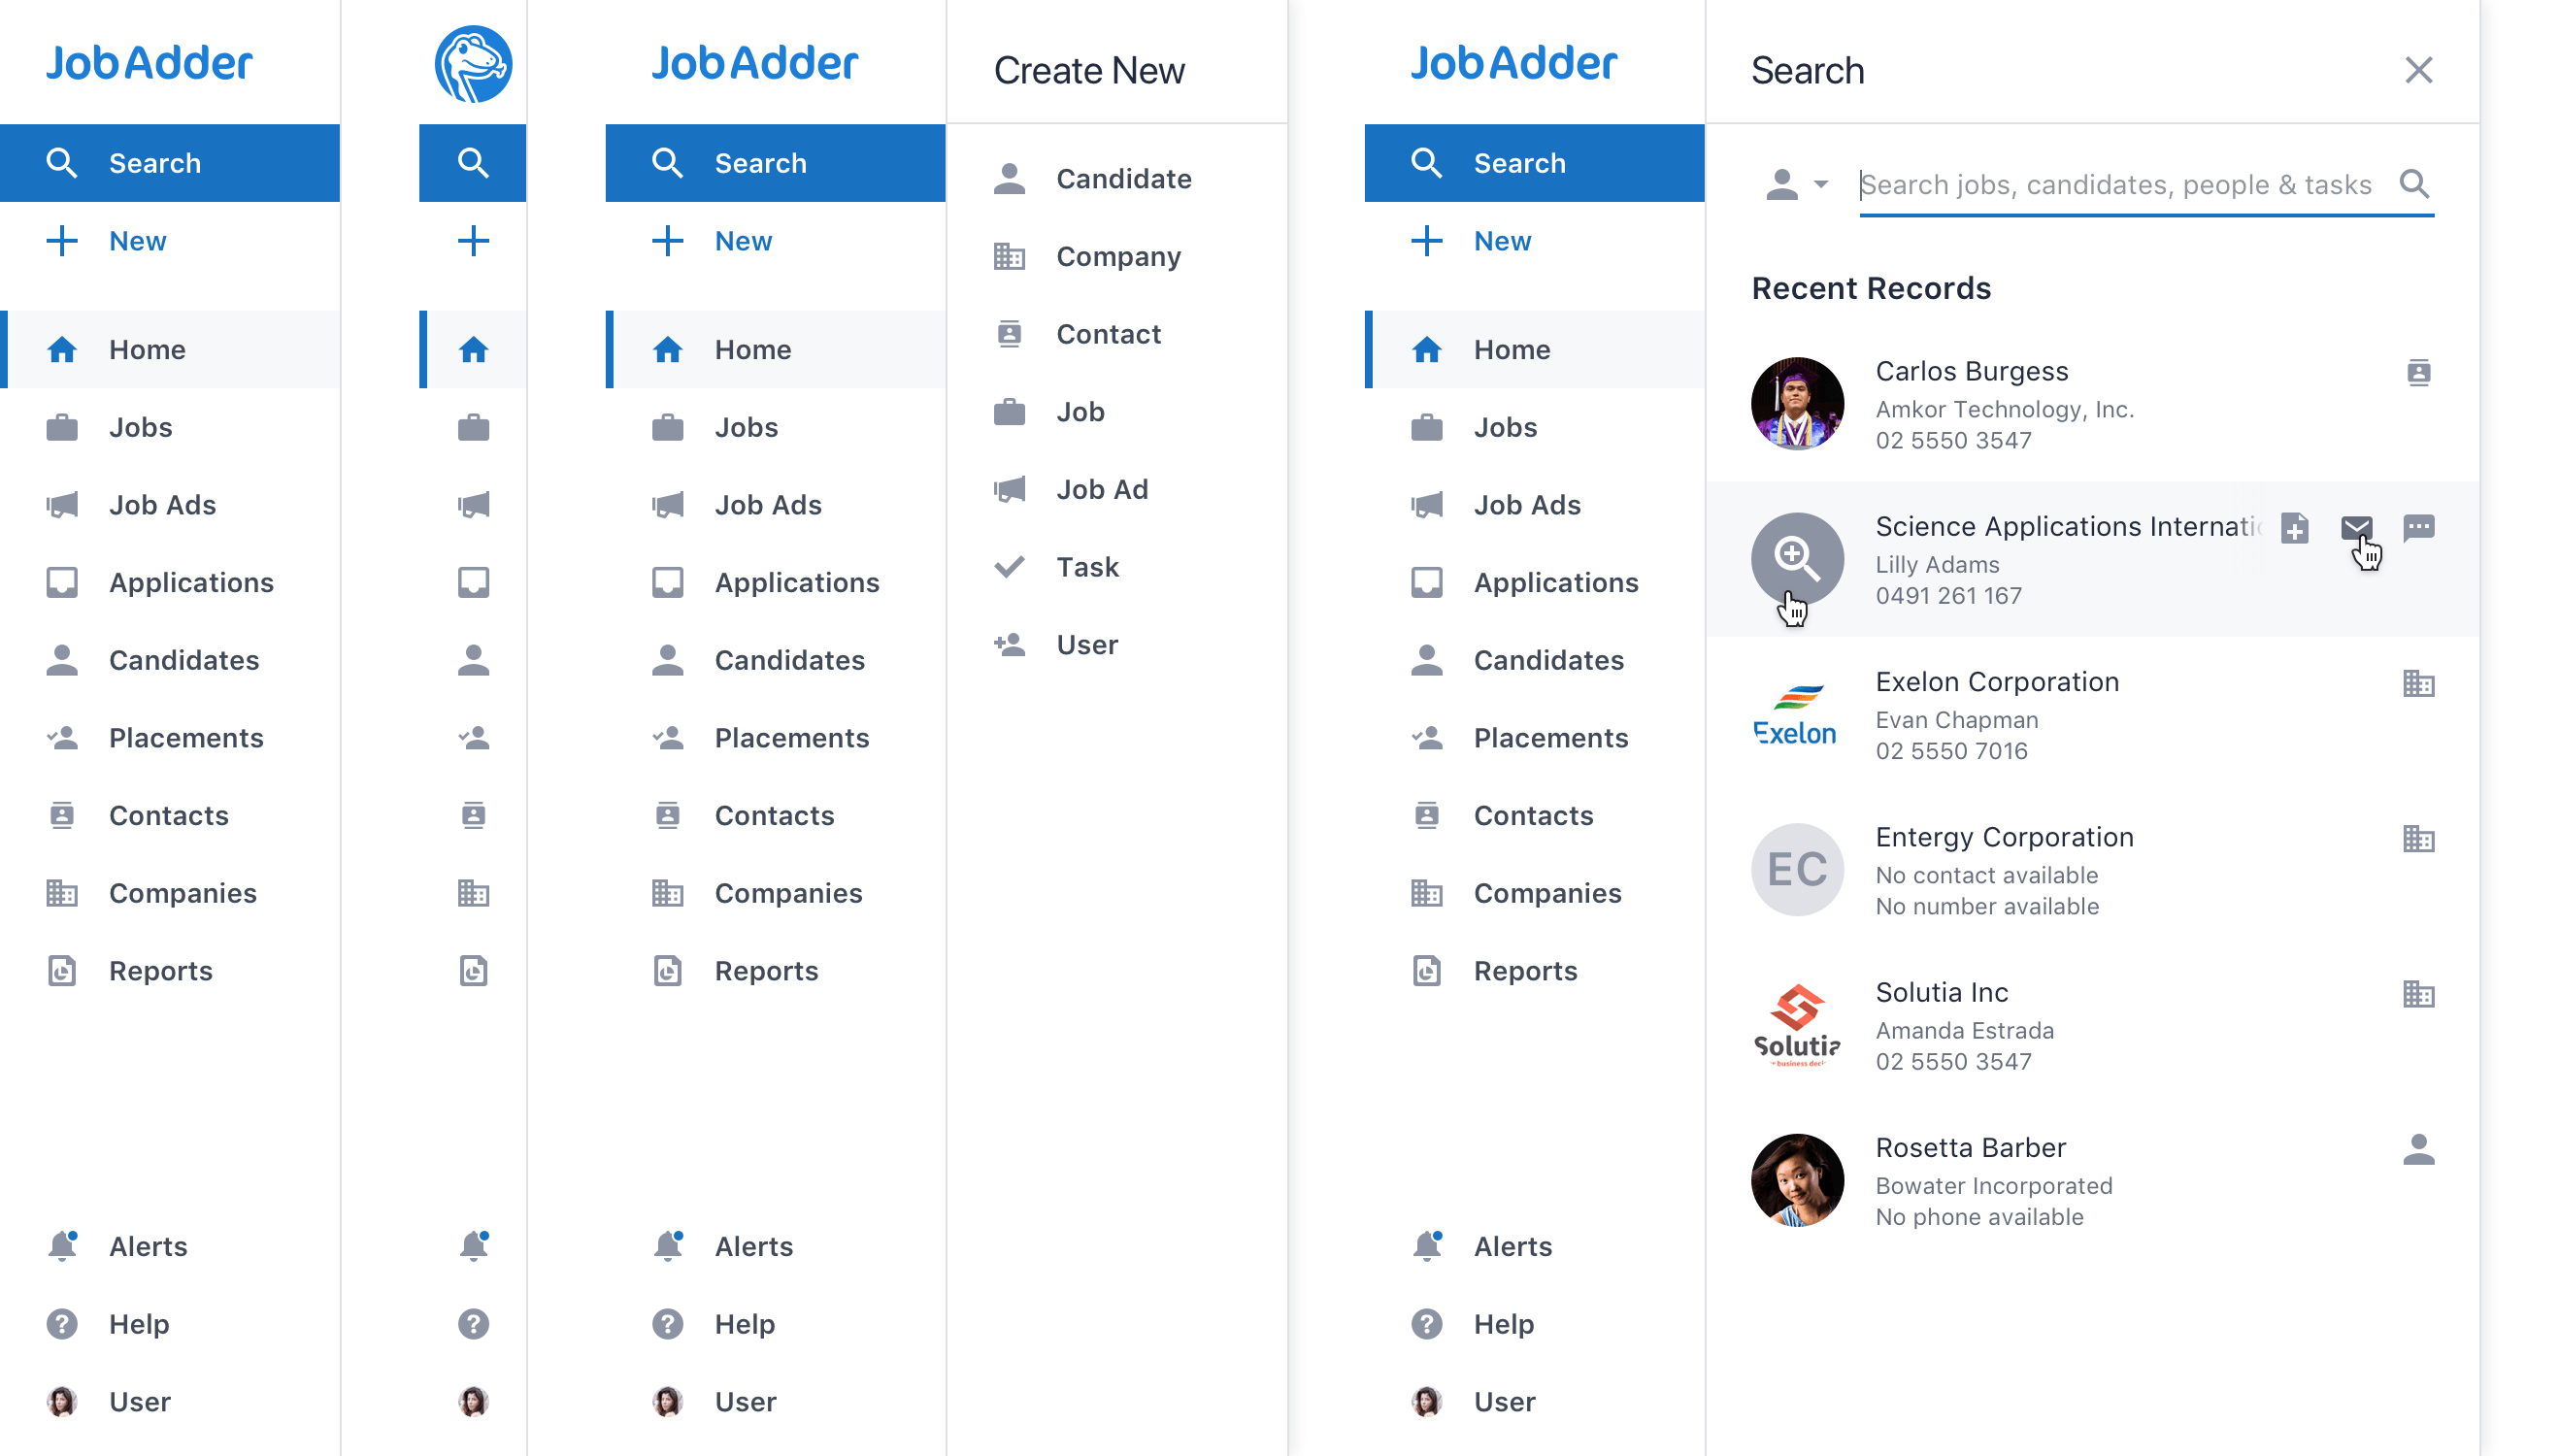 JobAdder
Search
New
Home
Jobs
Job Ads
Applications
Candidates
Placements
Contacts
Companies
Reports
Alerts
Help
User
JobAdder
Search
New
Home
Jobs
Job Ads
Applications
Candidates
Placements
Contacts
Companies
Reports
Alerts
Help
User
Create New
Candidate
Company
Contact
Job
Job Ad
Task
User
JobAdder
Search
New
Home
Jobs
Job Ads
Applications
Candidates
Placements
Contacts
Companies
Reports
Alerts
Help
User
Search
Search jobs, candidates, people & tasks
Recent Records
Carlos Burgess
Amkor Technology, Inc.
02 5550 3547
Science Applications Internatic
Lilly Adams
0491 261 167
Exelon
Exelon Corporation
Evan Chapman
02 5550 7016
EC
Entergy Corporation
No contact available
No number available
Solutia
business deci
Solutia Inc
Amanda Estrada
02 5550 3547
Rosetta Barber
Bowater Incorporated
No phone available